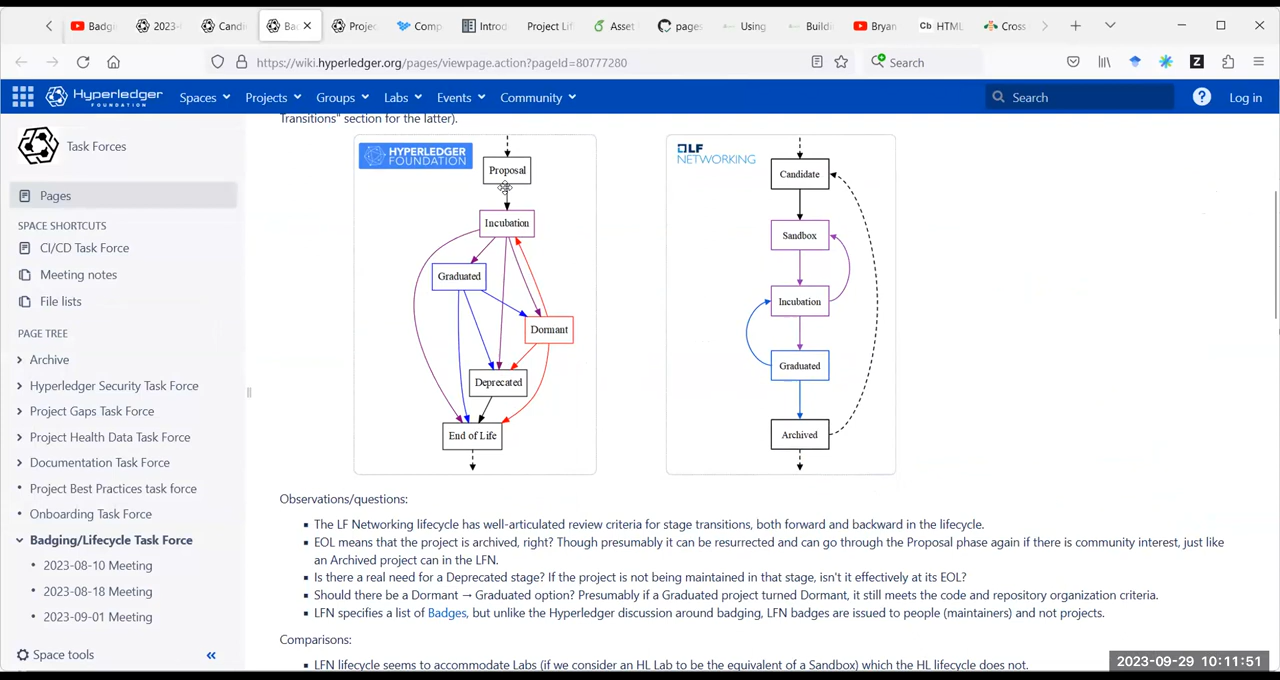 Badgi
2023-
Candi
Bac
Projec
Comp
Introd
Project Life
Asset
pages
Using
Buildi
Bryan
Cb HTML
Cross
https://wiki.hyperledger.org/pages/viewpage.action?pageId=80777280
Search
HYPERLEDGER FOUNDATION
Spaces
Projects
Groups
Labs
Events
Community
Search
Log in
Task Forces
Pages
SPACE SHORTCUTS
CI/CD Task Force
Meeting notes
File lists
PAGE TREE
Archive
Hyperledger Security Task Force
Project Gaps Task Force
Project Health Data Task Force
Documentation Task Force
Project Best Practices task force
Onboarding Task Force
Badging/Lifecycle Task Force
2023-08-10 Meeting
2023-08-18 Meeting
2023-09-01 Meeting
Space tools
Transitions" section for the latter).
HYPERLEDGER
FOUNDATION
Proposal
Incubation
Graduated
Dormant
Deprecated
End of Life
LF
NETWORKING
Candidate
Sandbox
Incubation
Graduated
Archived
Observations/questions:
The LF Networking lifecycle has well-articulated review criteria for stage transitions, both forward and backward in the lifecycle.
EOL means that the project is archived, right? Though presumably it can be resurrected and can go through the Proposal phase again if there is community interest, just like
an Archived project can in the LFN.
Is there a real need for a Deprecated stage? If the project is not being maintained in that stage, isn't it effectively at its EOL?
Should there be a Dormant → Graduated option? Presumably if a Graduated project turned Dormant, it still meets the code and repository organization criteria.
LFN specifies a list of Badges, but unlike the Hyperledger discussion around badging, LFN badges are issued to people (maintainers) and not projects.
Comparisons:
LFN lifecycle seems to accommodate Labs (if we consider an HL Lab to be the equivalent of a Sandbox) which the HL lifecycle does not.
2023-09-29 10:11:51